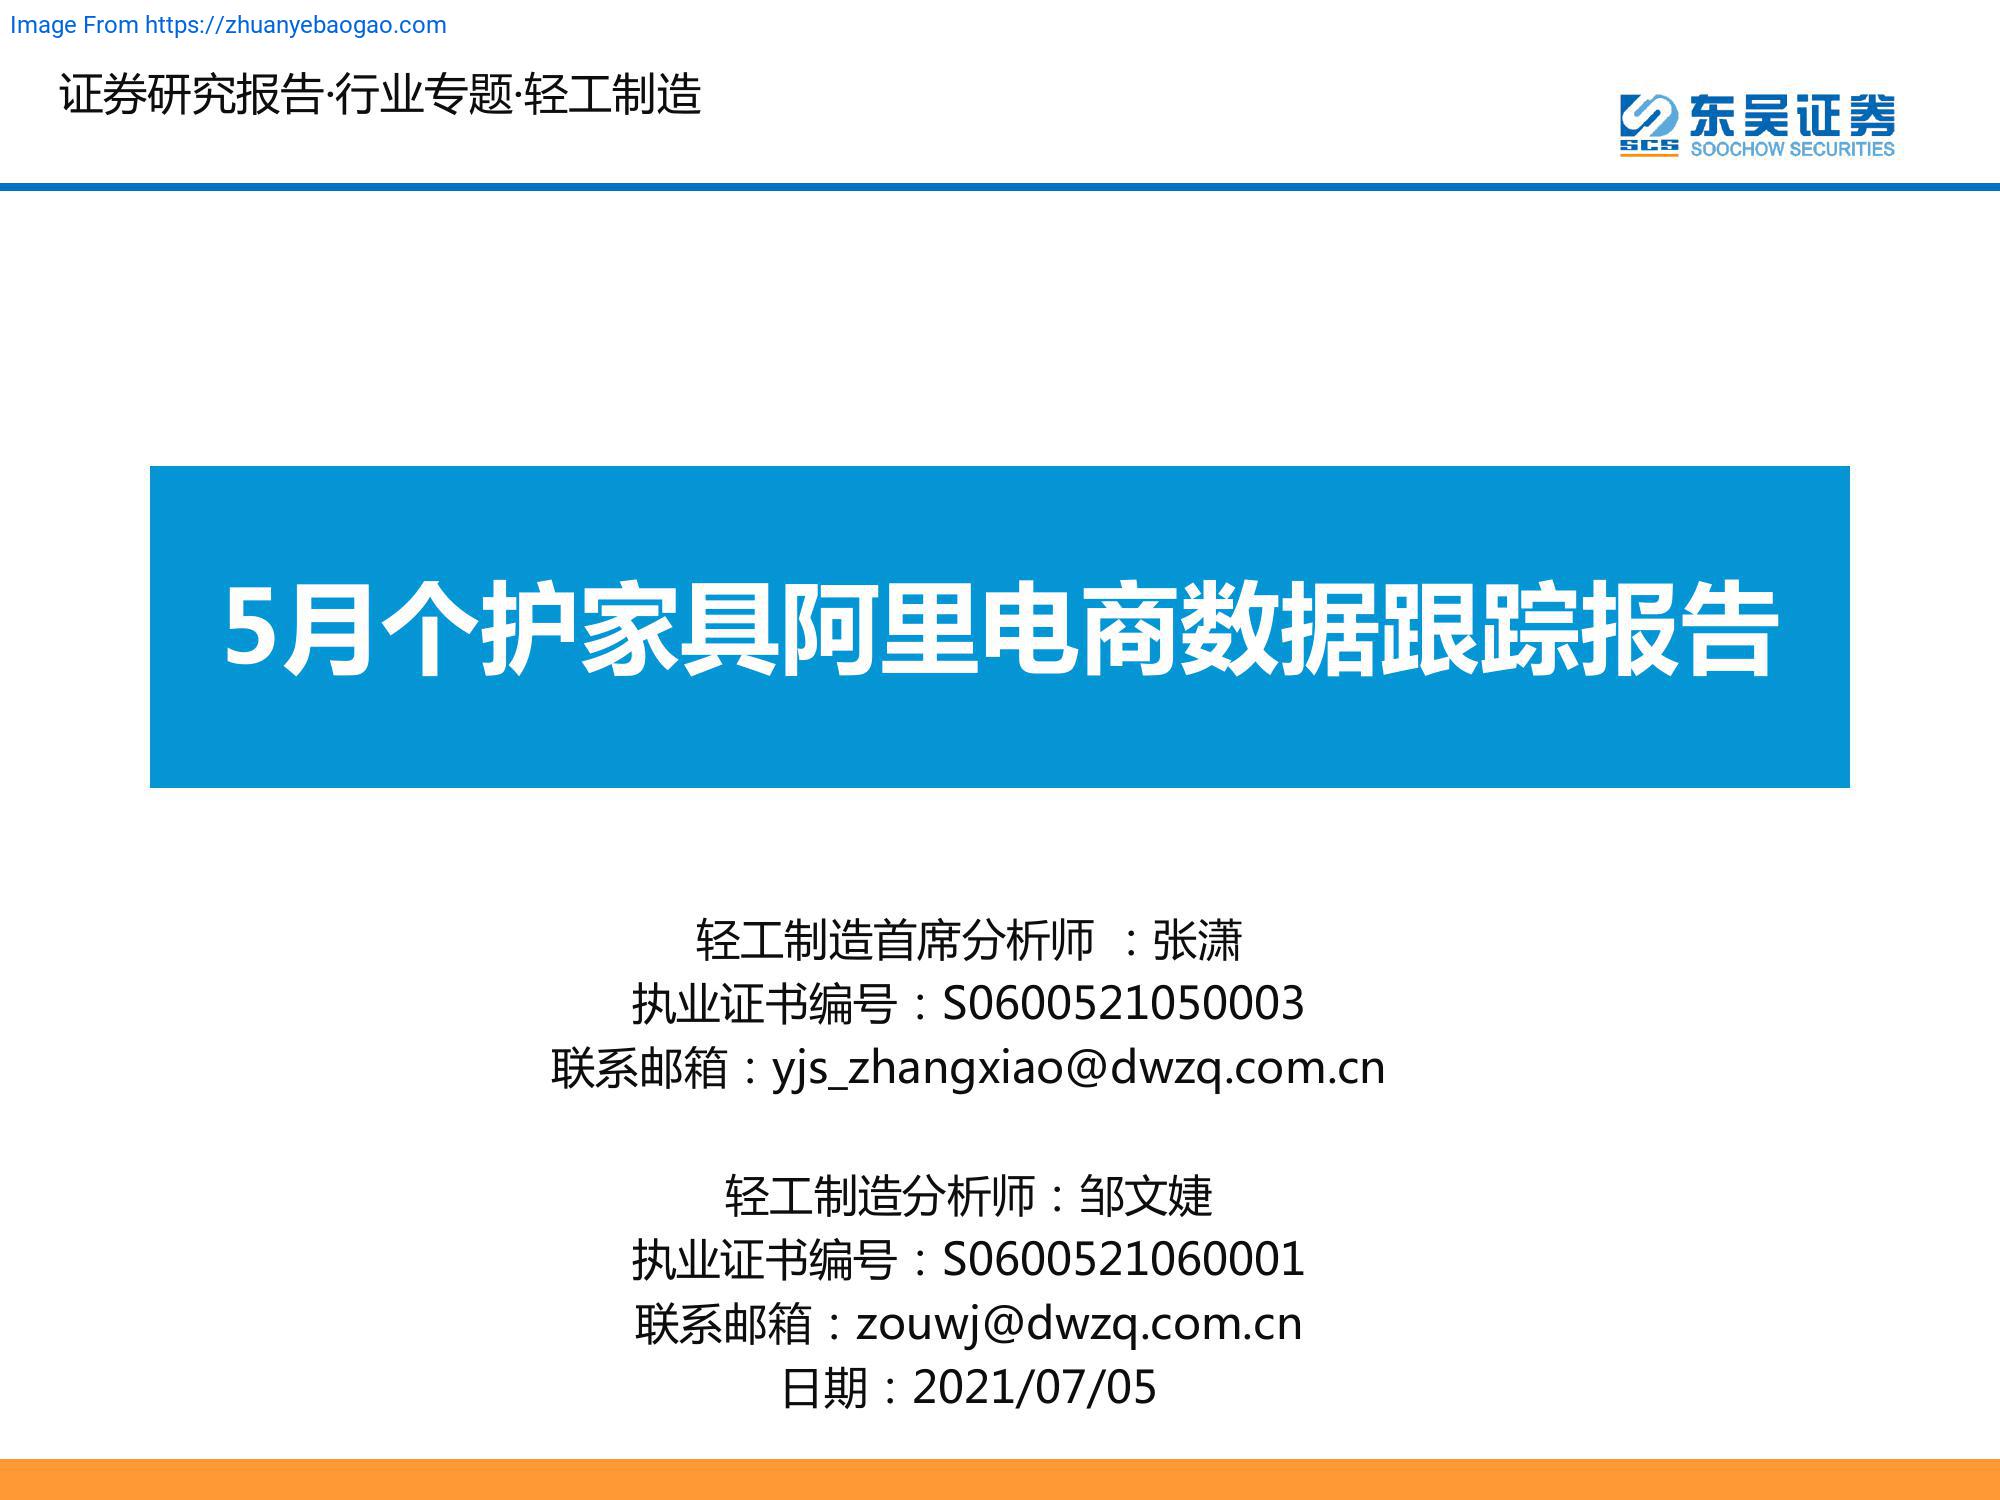 Image From https://zhuanyebaogao.com
证券研究报告·行业专题·轻工制造
东吴证券
SCS
SOOCHOW SECURITIES
5月个护家具阿里电商数据跟踪报告
轻工制造首席分析师 ：张潇
执业证书编号：S0600521050003
联系邮箱：yjs_zhangxiao@dwzq.com.cn
轻工制造分析师：邹文婕
执业证书编号：S0600521060001
联系邮箱：zouwj@dwzq.com.cn
日期：2021/07/05